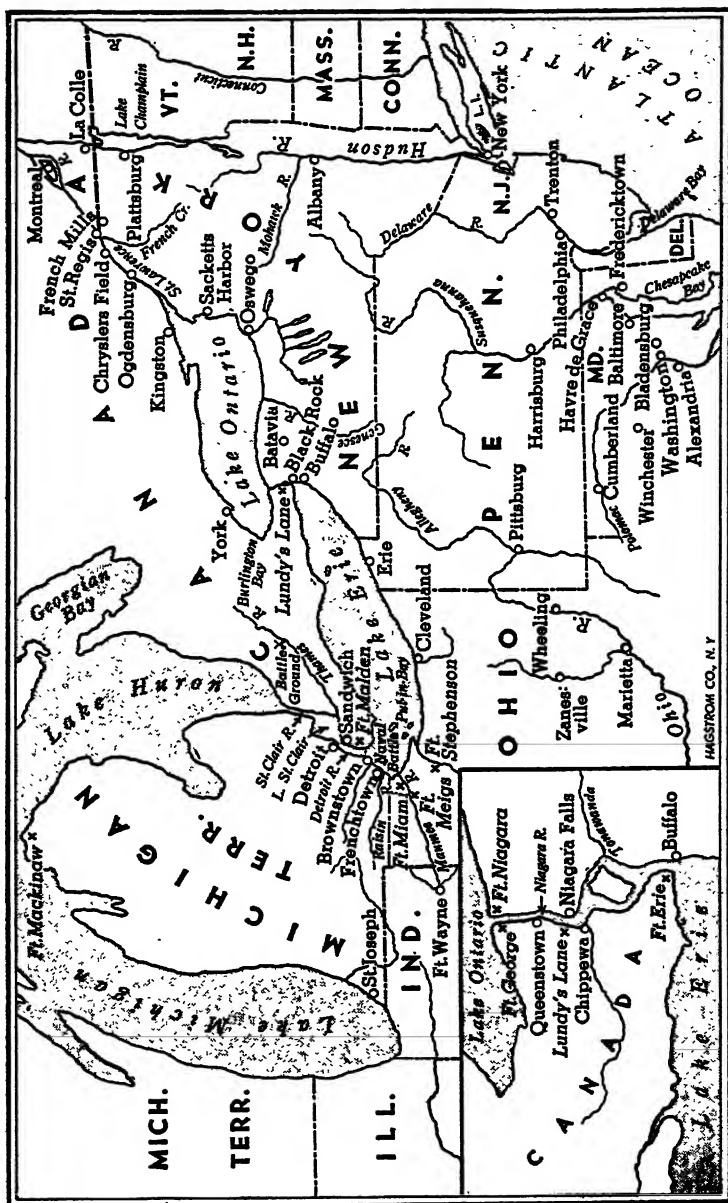 MICH.
TERR.
ILL.
Lake Michigan
Ft. Mackinaw
MICHIGAN
TERR.
St. Joseph
IND.
Ft. Wayne
Maumee R.
Lake Huron
Georgian
Bay
St. Clair R.
L. St. Clair
Detroit
Detroit R.
Brownstown
Frenchtown
Raisin R.
Ft. Miami
Ft.
Meigs
Ft.
Stephenson
Naval
Battle
Put-in-Bay
Sandwich
Ft. Malden
Battle
Ground
Thames R.
Lake Erie
Cleveland
Erie
CANADA
York
Burlington
Bay
Lundy's Lane
Lake Ontario
Batavia
Black Rock
Buffalo
Genesee R.
Kingston
Sacketts
Harbor
Oswego
Ogdensburg
Chryslers Field
St. Regis
French Mills
St. Lawrence R.
French Cr.
Montreal
La Colle
Plattsburg
Lake
Champlain
NEW YORK
Mohawk R.
Albany
Hudson R.
VT.
N.H.
MASS.
CONN.
Connecticut R.
L.I.
New York
N.J.
Trenton
ATLANTIC
OCEAN
Delaware R.
Delaware Bay
DEL.
PENN.
Susquehanna R.
Allegheny R.
Pittsburg
Harrisburg
Philadelphia
Havre de Grace
Fredericktown
MD.
Baltimore
Chesapeake
Bay
Cumberland
Potomac
Winchester
Bladensburg
Washington
Alexandria
OHIO
Wheeling
Zanes-
ville
Marietta
Ohio R.
HAGSTROM CO., N.Y.
Lake Ontario
Ft. George
Ft. Niagara
Queenstown
Niagara R.
Lundy's Lane
Niagara Falls
Chippewa
Tonawanda
CANADA
Ft. Erie
Buffalo
Lake Erie